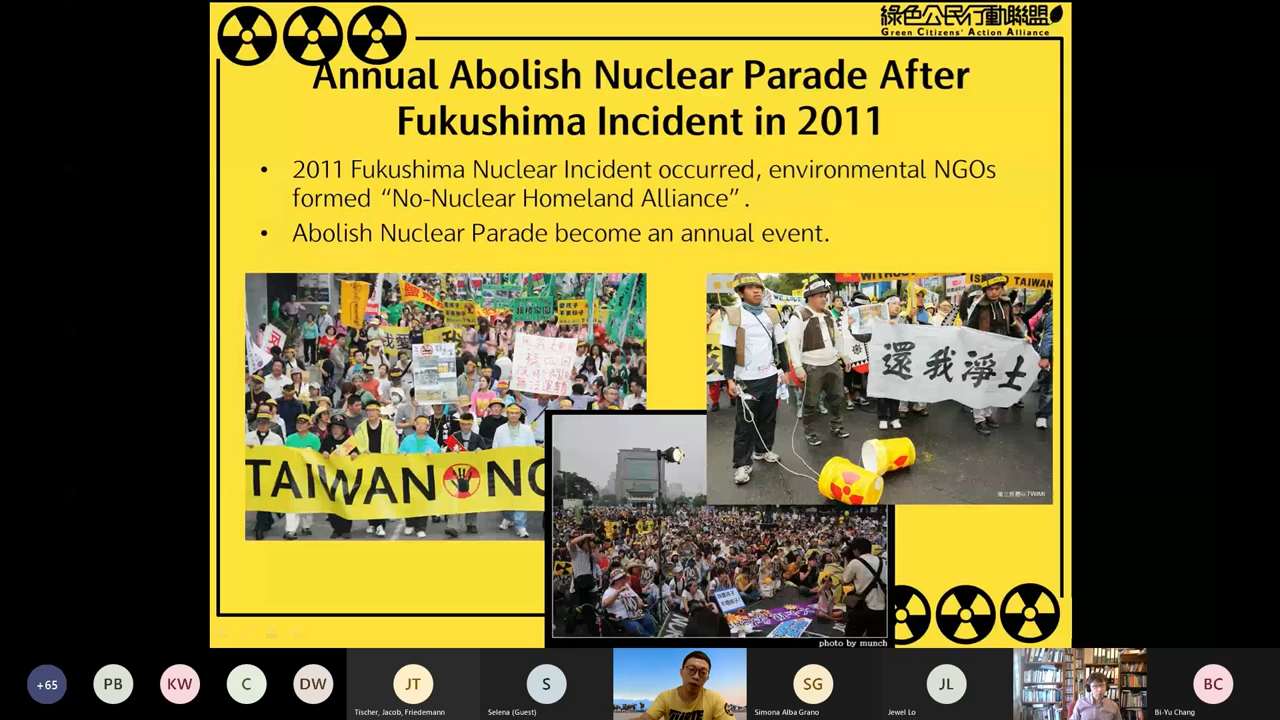 綠色公民行動聯盟
Green Citizens' Action Alliance
Annual Abolish Nuclear Parade After
Fukushima Incident in 2011
• 2011 Fukushima Nuclear Incident occurred, environmental NGOs
formed “No-Nuclear Homeland Alliance”.
• Abolish Nuclear Parade become an annual event.
TAIWAN NO
TAIWAN
還我淨土
photo by munch
+65
PB
KW
C
DW
JT
S
SG
JL
BC
Tischer, Jacob, Friedemann
Selena (Guest)
Simona Alba Grano
Jewel Lo
Bi-Yu Chang